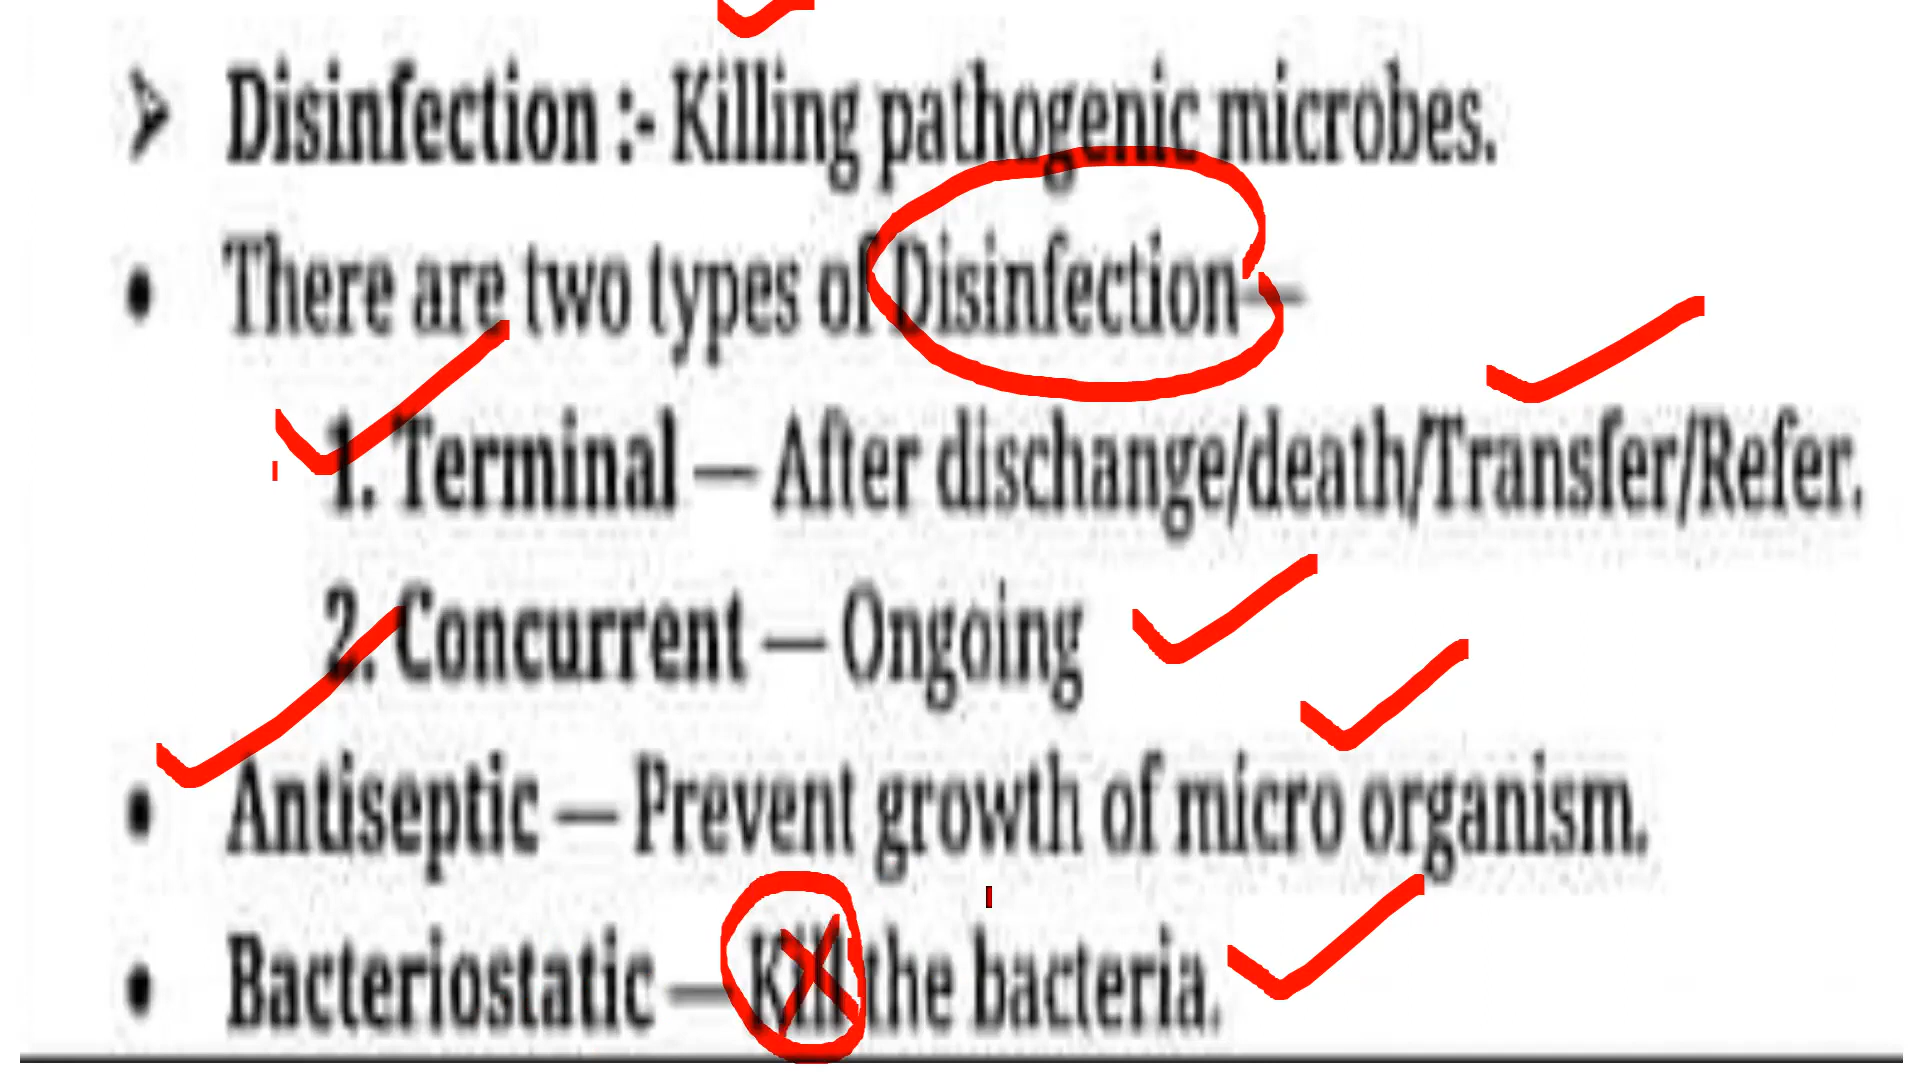 ➤ Disinfection :- Killing pathogenic microbes.
• There are two types of Disinfection—
1. Terminal — After dischange/death/Transfer/Refer.
2. Concurrent — Ongoing
• Antiseptic — Prevent growth of micro organism.
• Bacteriostatic — Kill the bacteria.